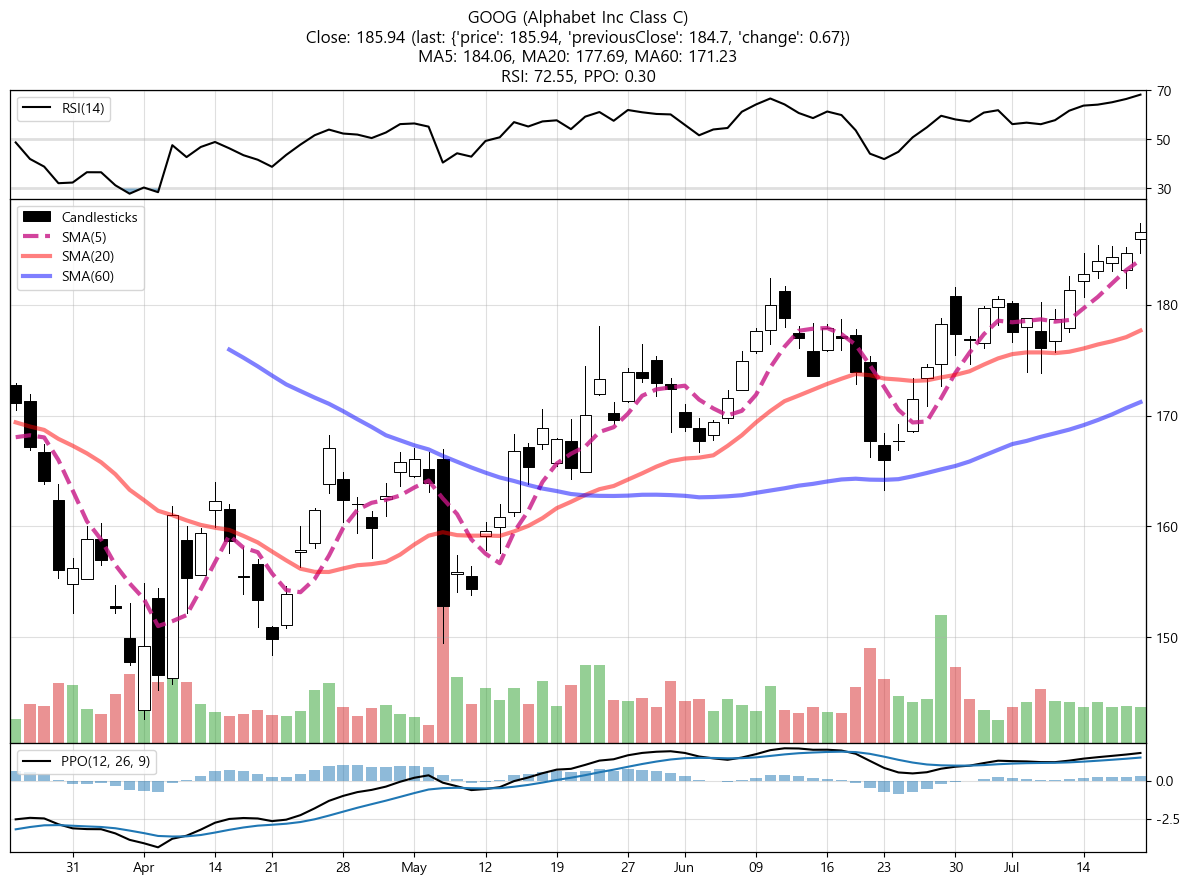 GOOG (Alphabet Inc Class C)
Close: 185.94 (last: {'price': 185.94, 'previousClose': 184.7, 'change': 0.67})
MA5: 184.06, MA20: 177.69, MA60: 171.23
RSI: 72.55, PPO: 0.30
RSI(14)
70
50
30
Candlesticks
SMA(5)
SMA(20)
SMA(60)
180
170
160
150
PPO(12, 26, 9)
0.0
-2.5
31 Apr 14 21 28 May 12 19 27 Jun 09 16 23 30 Jul 14